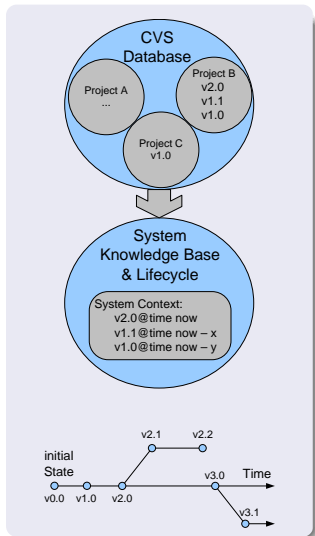 CVS
Database
Project A
...
Project B
v2.0
v1.1
v1.0
Project C
v1.0
System
Knowledge Base
& Lifecycle
System Context:
v2.0@time now
v1.1@time now – x
v1.0@time now – y
v2.1
v2.2
initial
State
v3.0
Time
v0.0
v1.0
v2.0
v3.1